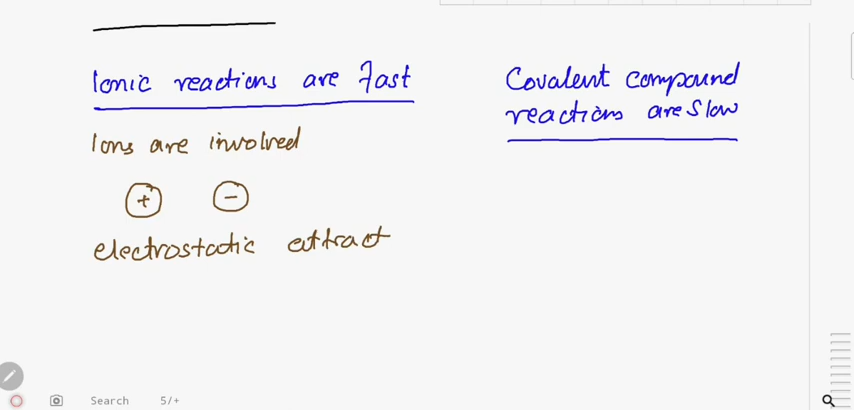 Ionic reactions are Fast
Ions are involved
+ -
electrostatic attract
Covalent compound
reactions are Slow
Search 5/+